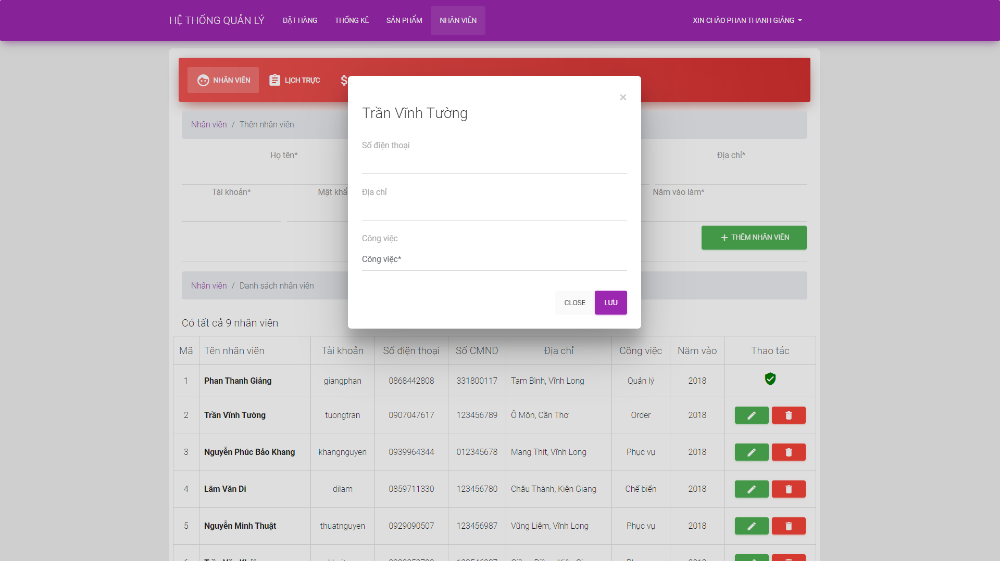 HỆ THỐNG QUẢN LÝ ĐẶT HÀNG THỐNG KÊ SẢN PHẨM NHÂN VIÊN XIN CHÀO PHAN THANH GIẢNG
NHÂN VIÊN LỊCH TRỰC $
×
Trần Vĩnh Tường
Nhân viên / Thên nhân viên
Số điện thoại
Họ tên* Địa chỉ*
Địa chỉ
Tài khoản* Mật khẩ Năm vào làm*
Công việc
Công việc*
+ THÊM NHÂN VIÊN
Nhân viên / Danh sách nhân viên
CLOSE LƯU
Có tất cả 9 nhân viên
Mã Tên nhân viên Tài khoản Số điện thoại Số CMND Địa chỉ Công việc Năm vào Thao tác
1 Phan Thanh Giảng giangphan 0868442808 331800117 Tam Bình, Vĩnh Long Quản lý 2018
2 Trần Vĩnh Tường tuongtran 0907047617 123456789 Ô Môn, Cần Thơ Order 2018
3 Nguyễn Phúc Bảo Khang khangnguyen 0939964344 012345678 Mang Thít, Vĩnh Long Phục vụ 2018
4 Lâm Văn Di dilam 0859711330 123456780 Châu Thành, Kiên Giang Chế biến 2018
5 Nguyễn Minh Thuật thuatnguyen 0929090507 123456987 Vũng Liêm, Vĩnh Long Phục vụ 2018